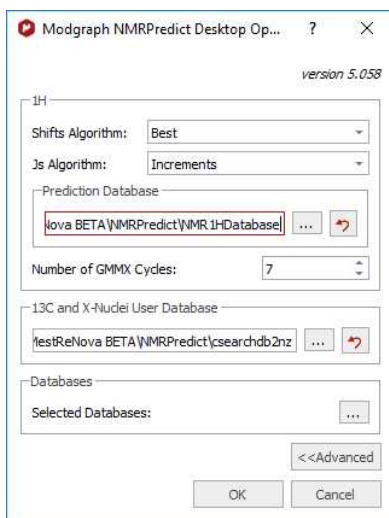 Modgraph NMRPredict Desktop Op... ?
version 5.058
1H
Shifts Algorithm: Best
Js Algorithm: Increments
Prediction Database
Nova BETA\NMRPredict\NMR1HDatabase ...
Number of GMMX Cycles: 7
13C and X-Nuclei User Database
MestReNova BETA\NMRPredict\csearchdb2nz ...
Databases
Selected Databases: ...
<<Advanced
OK Cancel